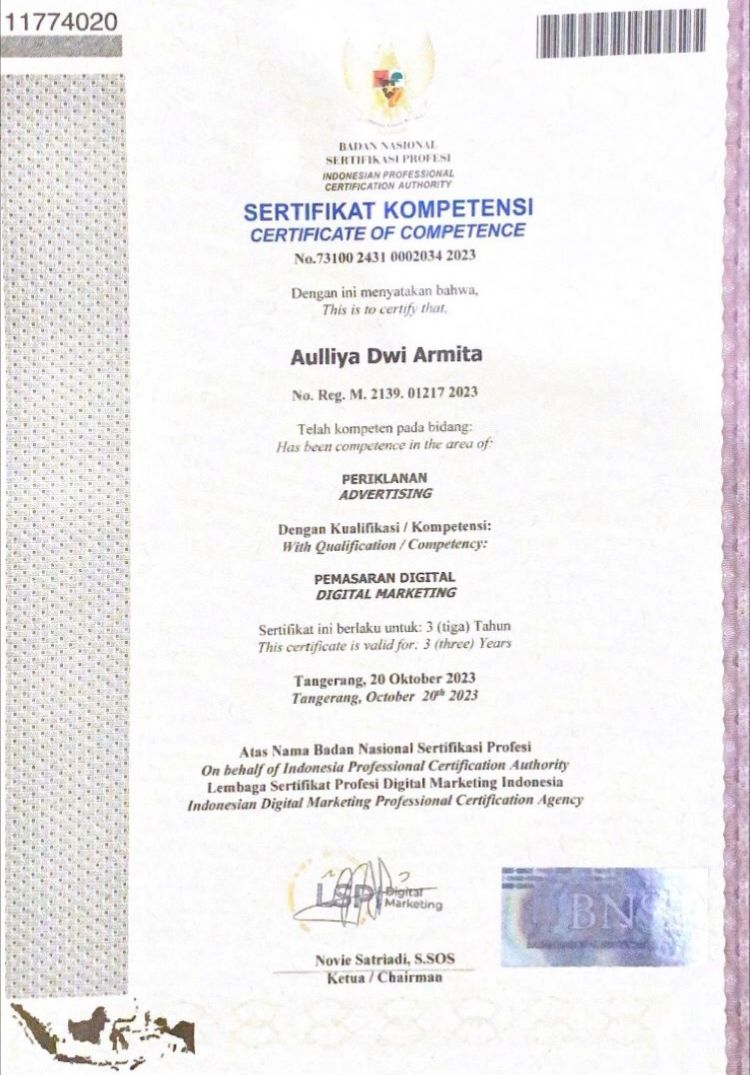 11774020
BADAN NASIONAL
SERTIFIKASI PROFESI
INDONESIAN PROFESSIONAL
CERTIFICATION AUTHORITY
SERTIFIKAT KOMPETENSI
CERTIFICATE OF COMPETENCE
No.73100 2431 0002034 2023
Dengan ini menyatakan bahwa,
This is to certify that,
Aulliya Dwi Armita
No. Reg. M. 2139. 01217 2023
Telah kompeten pada bidang:
Has been competence in the area of:
PERIKLANAN
ADVERTISING
Dengan Kualifikasi / Kompetensi:
With Qualification / Competency:
PEMASARAN DIGITAL
DIGITAL MARKETING
Sertifikat ini berlaku untuk: 3 (tiga) Tahun
This certificate is valid for: 3 (three) Years
Tangerang, 20 Oktober 2023
Tangerang, October 20th 2023
Atas Nama Badan Nasional Sertifikasi Profesi
On behalf of Indonesia Professional Certification Authority
Lembaga Sertifikat Profesi Digital Marketing Indonesia
Indonesian Digital Marketing Professional Certification Agency
LSP Digital
Marketing
Novie Satriadi, S.SOS
Ketua / Chairman